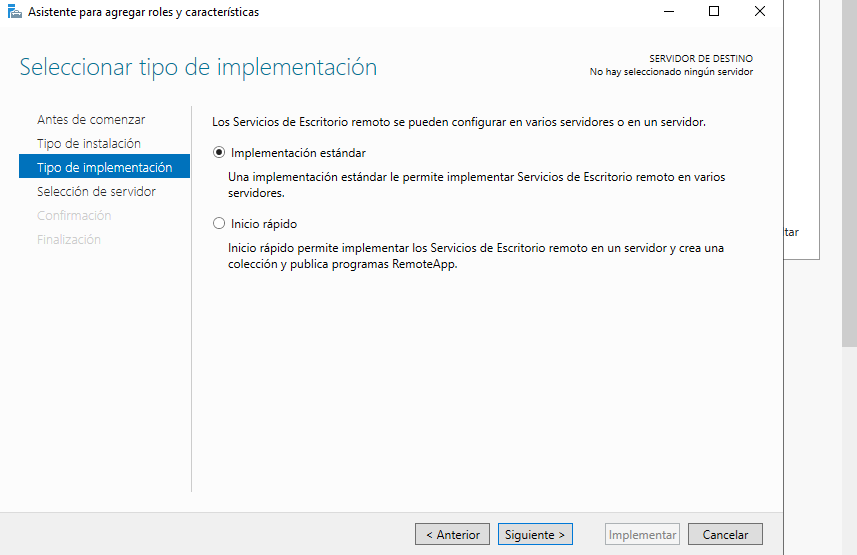 Asistente para agregar roles y características
Seleccionar tipo de implementación
SERVIDOR DE DESTINO
No hay seleccionado ningún servidor
Antes de comenzar
Tipo de instalación
Tipo de implementación
Selección de servidor
Confirmación
Finalización
Los Servicios de Escritorio remoto se pueden configurar en varios servidores o en un servidor.
Implementación estándar
Una implementación estándar le permite implementar Servicios de Escritorio remoto en varios
servidores.
Inicio rápido
Inicio rápido permite implementar los Servicios de Escritorio remoto en un servidor y crea una
colección y publica programas RemoteApp.
tar
< Anterior
Siguiente >
Implementar
Cancelar